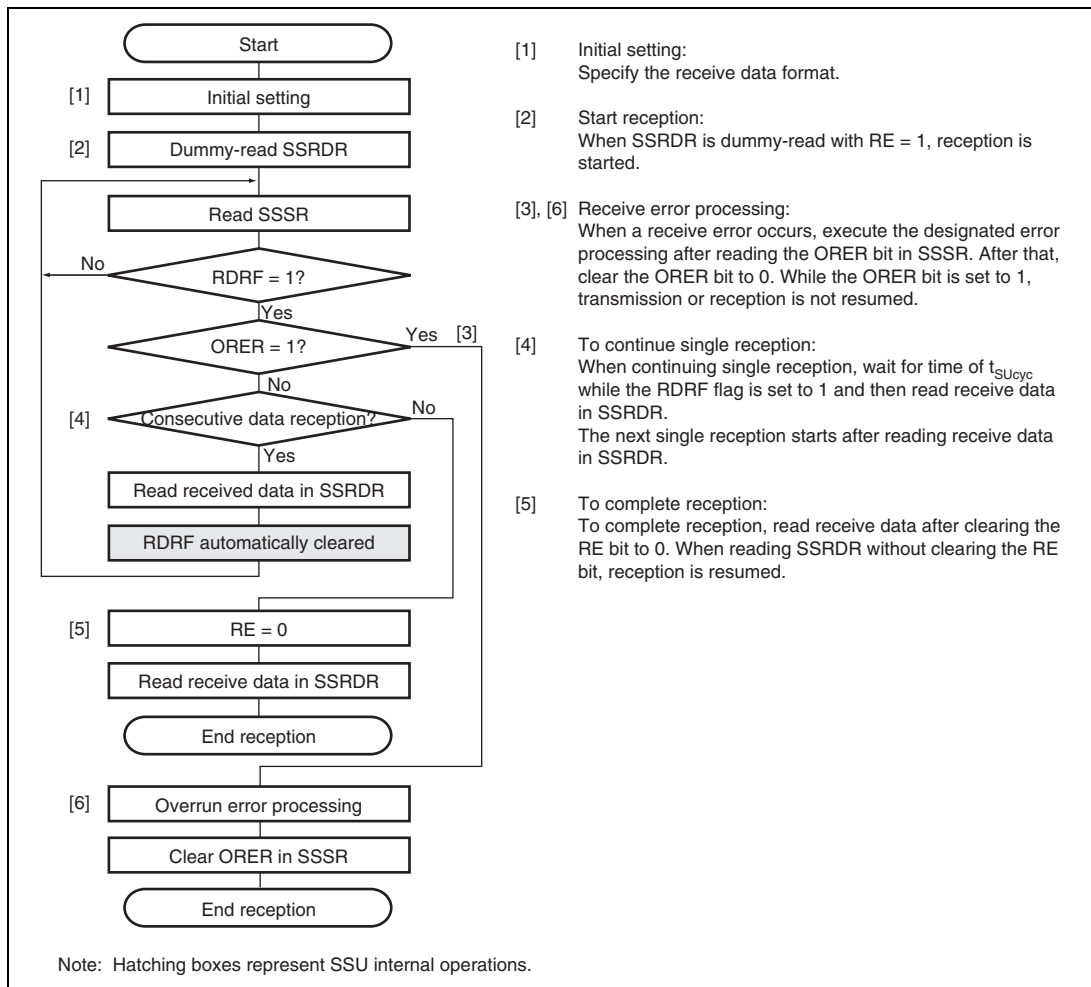 Start
[1] Initial setting
[2] Dummy-read SSRDR
Read SSSR
No
RDRF = 1?
Yes
Yes [3]
ORER = 1?
No
[4] Consecutive data reception?
No
Yes
Read received data in SSRDR
RDRF automatically cleared
[5] RE = 0
Read receive data in SSRDR
End reception
[6] Overrun error processing
Clear ORER in SSSR
End reception
[1] Initial setting:
Specify the receive data format.
[2] Start reception:
When SSRDR is dummy-read with RE = 1, reception is
started.
[3], [6] Receive error processing:
When a receive error occurs, execute the designated error
processing after reading the ORER bit in SSSR. After that,
clear the ORER bit to 0. While the ORER bit is set to 1,
transmission or reception is not resumed.
[4] To continue single reception:
When continuing single reception, wait for time of tSUcyc
while the RDRF flag is set to 1 and then read receive data
in SSRDR.
The next single reception starts after reading receive data
in SSRDR.
[5] To complete reception:
To complete reception, read receive data after clearing the
RE bit to 0. When reading SSRDR without clearing the RE
bit, reception is resumed.
Note: Hatching boxes represent SSU internal operations.